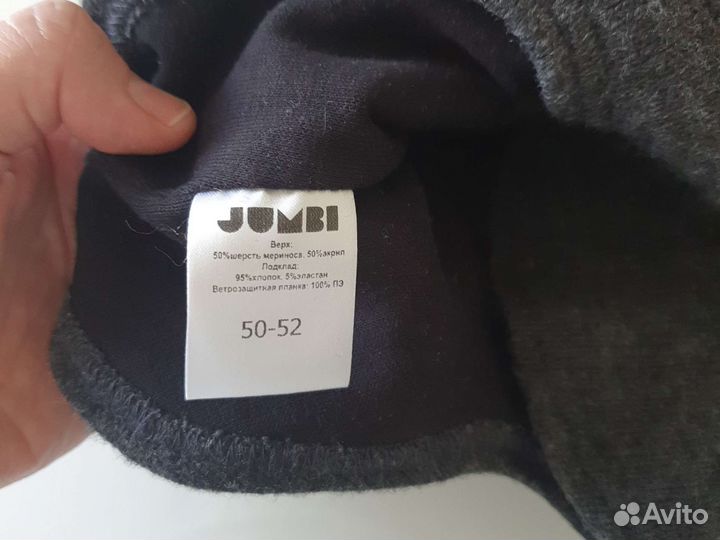 JUMBI
Верх:
50%шерсть мериноса, 50%акрил
Подклад:
95%хлопок, 5%эластан
Ветрозащитная планка: 100% ПЭ
50-52
Avito